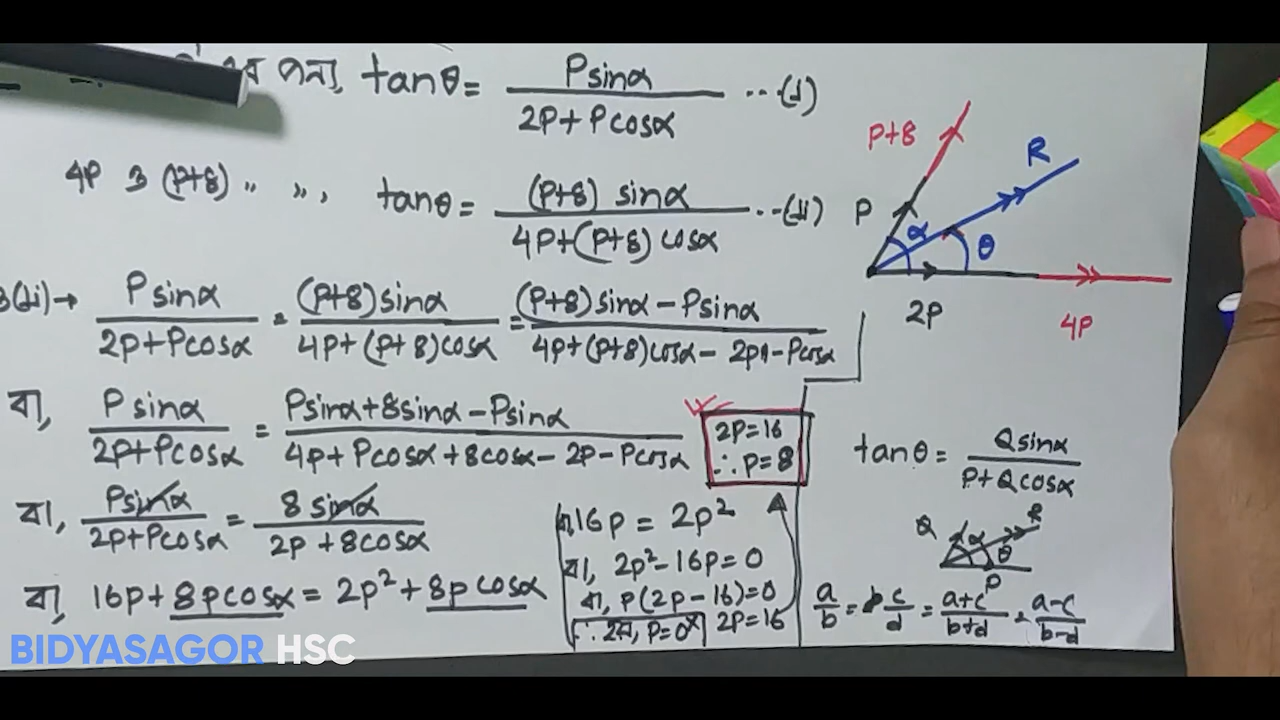 পন্য, tanθ = Psinα / 2P + Pcosα ...(i)
4P ও (P+8) " ", tanθ = (P+8) sinα / 4P+(P+8) cosα ...(ii)
ও(ii)→ Psinα / 2P+Pcosα = (P+8)sinα / 4P+(P+8)cosα = (P+8)sinα - Psinα / 4P+(P+8)cosα - 2P - Pcosα
বা, Psinα / 2P+Pcosα = Psinα+8sinα-Psinα / 4P+Pcosα+8cosα-2P-Pcosα
বা, Psinα / 2P+Pcosα = 8 sinα / 2P+8cosα
বা, 16P+8Pcosα = 2P²+8Pcosα
বা, 16P = 2P²
বা, 2P²-16P=0
বা, P(2P-16)=0
∴ হয়, P=0 ×
2P=16
2P=16
∴ P=8
P+8
R
P
α
θ
2P
4P
tanθ = Qsinα / P+Qcosα
Q
R
α
θ
P
a/b = c/d = a+c/b+d = a-c/b-d
BIDYASAGOR HSC